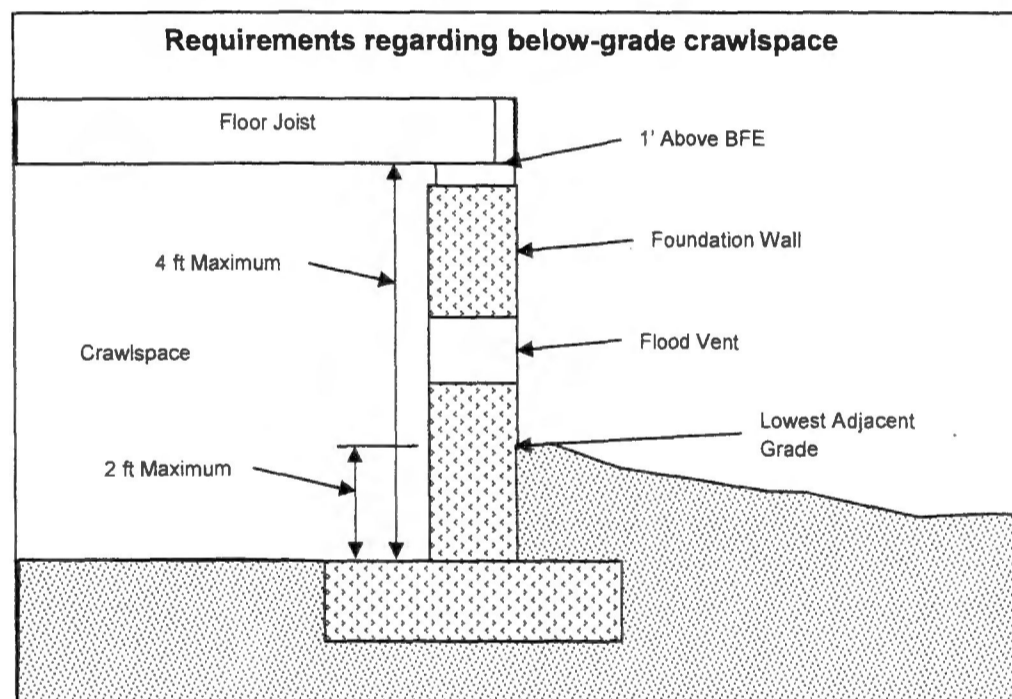 Requirements regarding below-grade crawlspace
Floor Joist
1' Above BFE
Foundation Wall
4 ft Maximum
Flood Vent
Crawlspace
Lowest Adjacent
Grade
2 ft Maximum